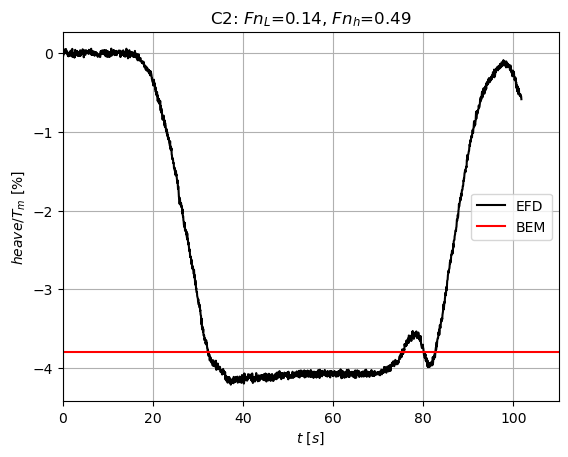 C2: Fn_L=0.14, Fn_h=0.49
heave/T_m [%]
0
−1
−2
−3
−4
EFD
BEM
0 20 40 60 80 100
t [s]